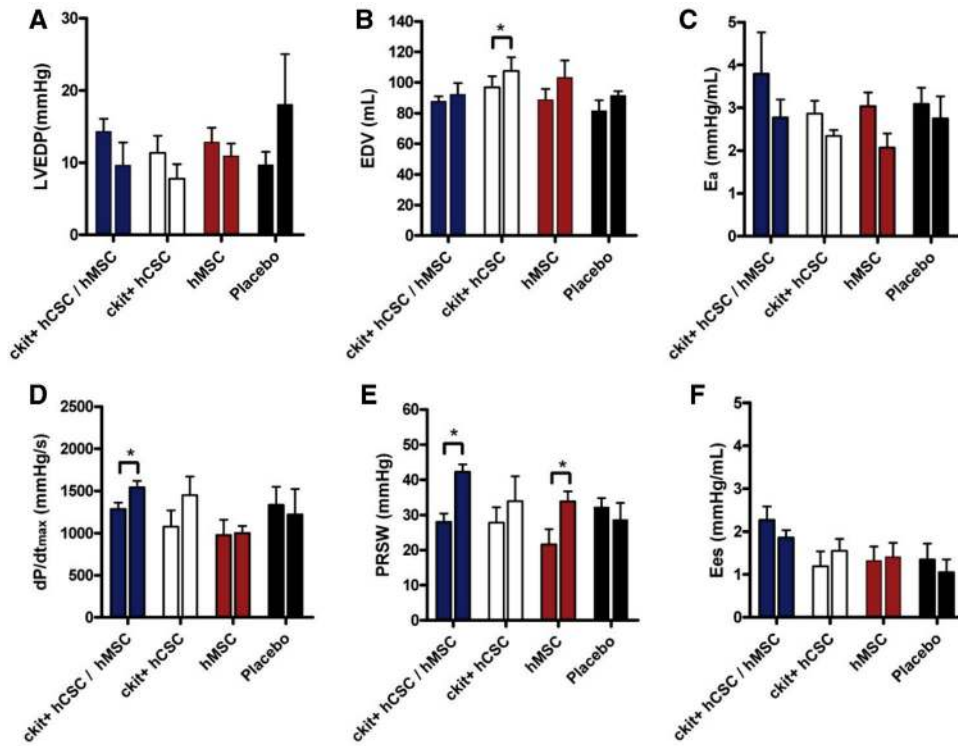 A
LVEDP(mmHg)
30
20
10
0
ckit+ hCSC / hMSC
ckit+ hCSC
hMSC
Placebo
B
EDV (mL)
140
120
100
80
60
40
20
0
*
ckit+ hCSC / hMSC
ckit+ hCSC
hMSC
Placebo
C
Ea (mmHg/mL)
5
4
3
2
1
0
ckit+ hCSC / hMSC
ckit+ hCSC
hMSC
Placebo
D
dP/dtmax (mmHg/s)
2500
2000
1500
1000
500
0
*
ckit+ hCSC / hMSC
ckit+ hCSC
hMSC
Placebo
E
PRSW (mmHg)
60
50
40
30
20
10
0
*
*
ckit+ hCSC / hMSC
ckit+ hCSC
hMSC
Placebo
F
Ees (mmHg/mL)
5
4
3
2
1
0
ckit+ hCSC / hMSC
ckit+ hCSC
hMSC
Placebo